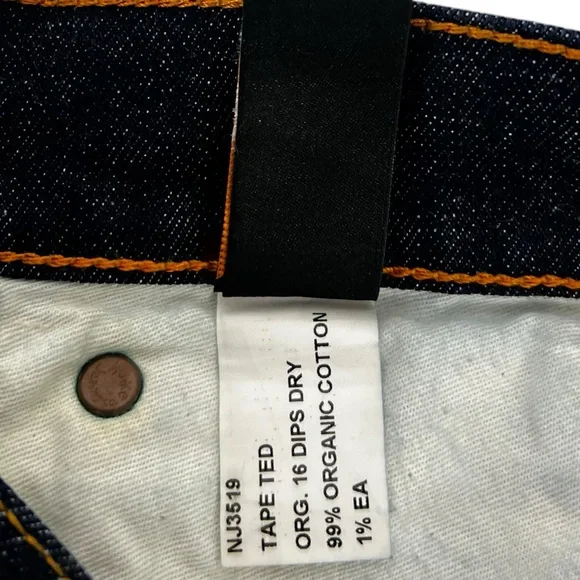 NJ3519
TAPE TED
ORG. 16 DIPS DRY
99% ORGANIC COTTON
1% EA